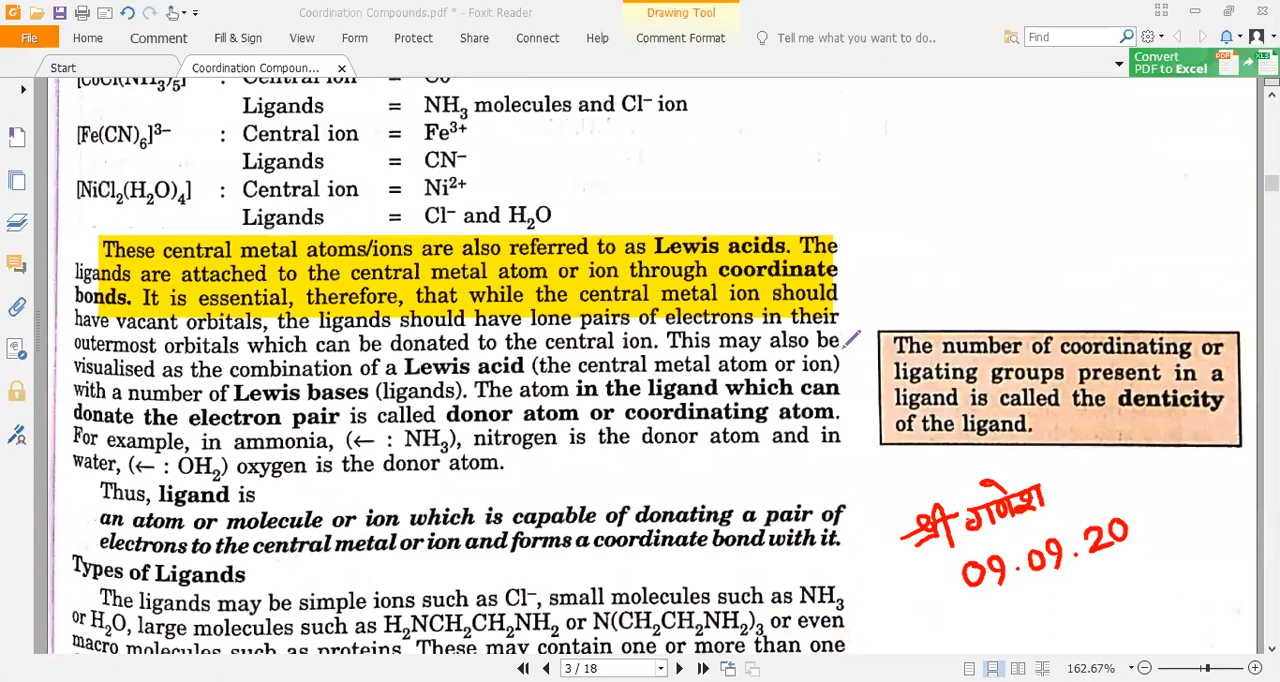 Coordination Compounds.pdf * - Foxit Reader
Drawing Tool
File Home Comment Fill & Sign View Form Protect Share Connect Help Comment Format Tell me what you want to do.. Find
Start
Coordination Compoun... ×
Convert
PDF to Excel
Ligands = NH₃ molecules and Cl⁻ ion
[Fe(CN)₆]³⁻ : Central ion = Fe³⁺
Ligands = CN⁻
[NiCl₂(H₂O)₄] : Central ion = Ni²⁺
Ligands = Cl⁻ and H₂O
These central metal atoms/ions are also referred to as Lewis acids. The
ligands are attached to the central metal atom or ion through coordinate
bonds. It is essential, therefore, that while the central metal ion should
have vacant orbitals, the ligands should have lone pairs of electrons in their
outermost orbitals which can be donated to the central ion. This may also be
visualised as the combination of a Lewis acid (the central metal atom or ion)
with a number of Lewis bases (ligands). The atom in the ligand which can
donate the electron pair is called donor atom or coordinating atom.
For example, in ammonia, (← : NH₃), nitrogen is the donor atom and in
water, (← : OH₂) oxygen is the donor atom.
Thus, ligand is
an atom or molecule or ion which is capable of donating a pair of
electrons to the central metal or ion and forms a coordinate bond with it.
Types of Ligands
The ligands may be simple ions such as Cl⁻, small molecules such as NH₃
or H₂O, large molecules such as H₂NCH₂CH₂NH₂ or N(CH₂CH₂NH₂)₃ or even
macro molecules such as proteins. These may contain one or more than one
The number of coordinating or
ligating groups present in a
ligand is called the denticity
of the ligand.
श्री गणेश
09.09.20
3 / 18
162.67%